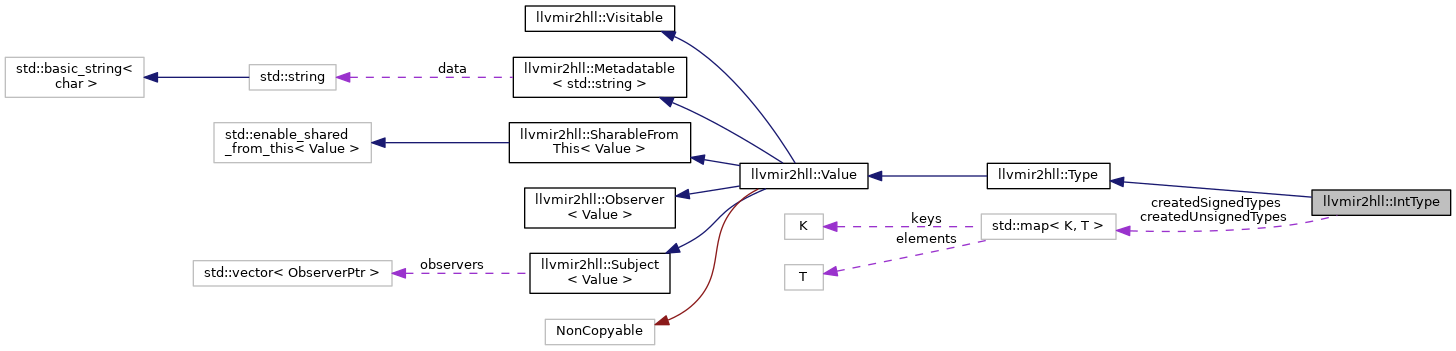 llvmir2hll::Visitable
std::basic_string<
char >
std::string
data
llvmir2hll::Metadatable
< std::string >
std::enable_shared
_from_this< Value >
llvmir2hll::SharableFrom
This< Value >
llvmir2hll::Value
llvmir2hll::Type
llvmir2hll::IntType
llvmir2hll::Observer
< Value >
createdSignedTypes
createdUnsignedTypes
K
keys
std::map< K, T >
elements
T
std::vector< ObserverPtr >
observers
llvmir2hll::Subject
< Value >
NonCopyable